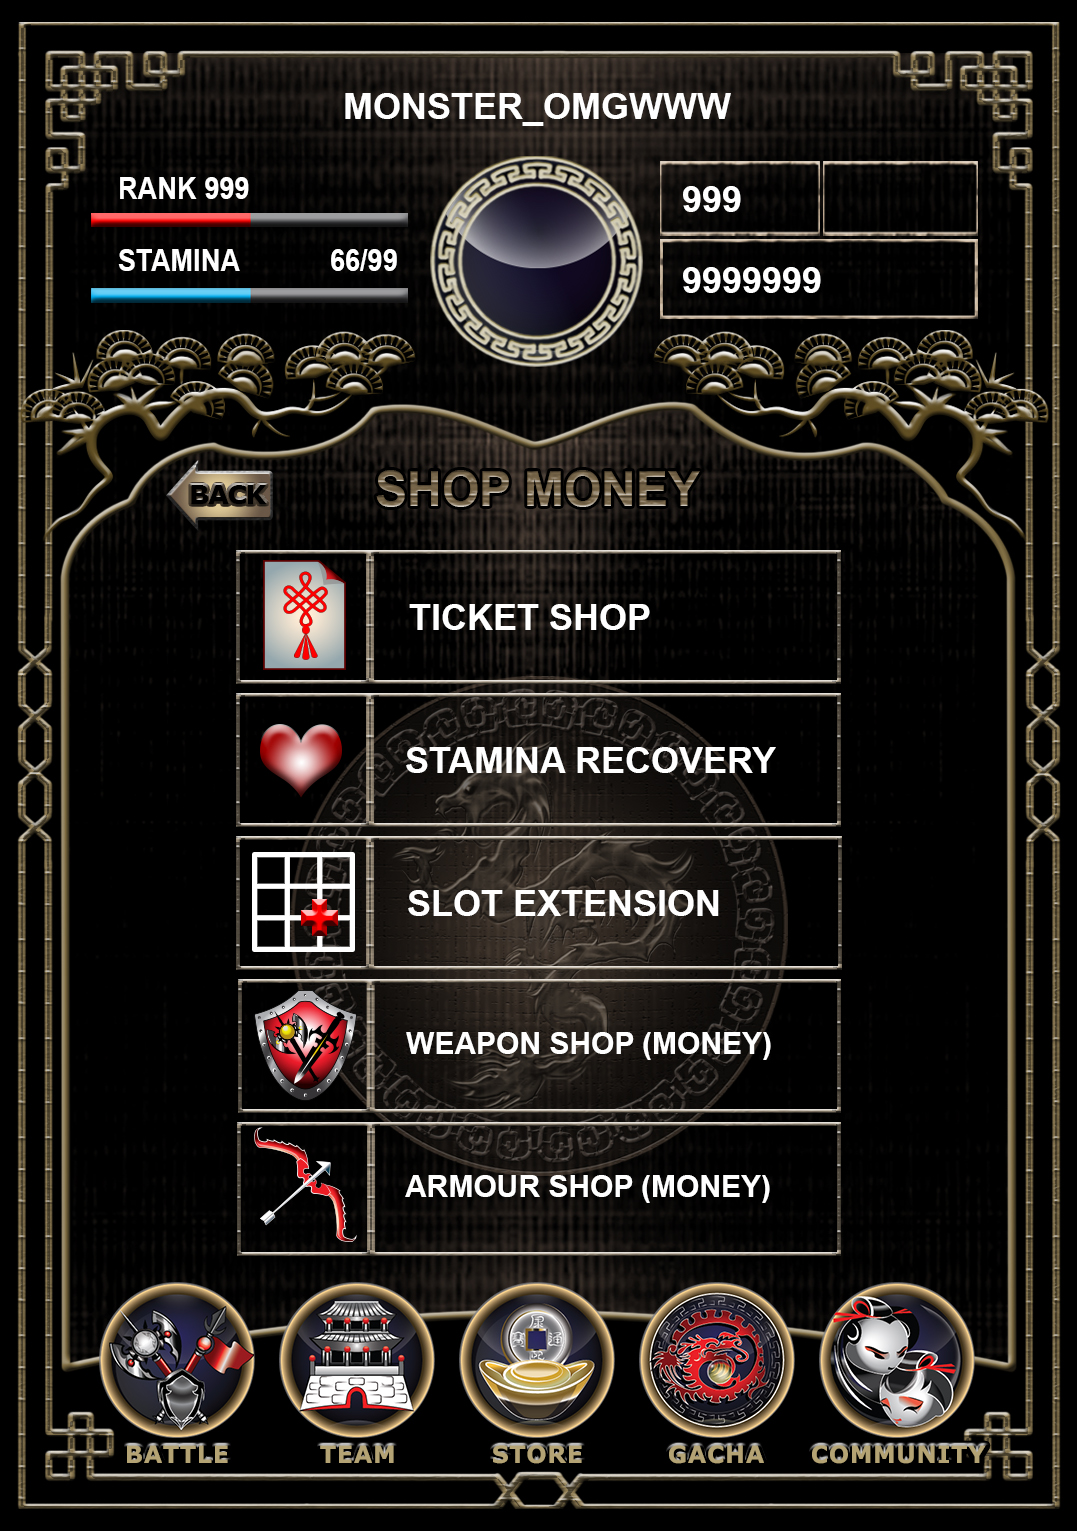 MONSTER_OMGWWW
RANK 999
STAMINA 66/99
999
9999999
BACK
SHOP MONEY
TICKET SHOP
STAMINA RECOVERY
SLOT EXTENSION
WEAPON SHOP (MONEY)
ARMOUR SHOP (MONEY)
BATTLE
TEAM
STORE
GACHA
COMMUNITY